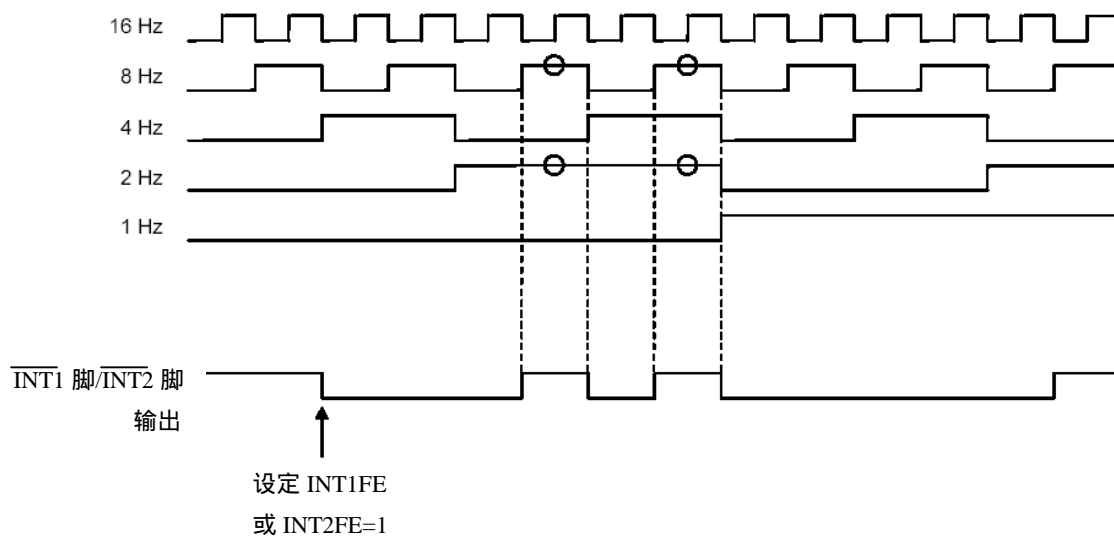 16 Hz
8 Hz
4 Hz
2 Hz
1 Hz
INT1 脚/INT2 脚
输出
设定 INT1FE
或 INT2FE=1